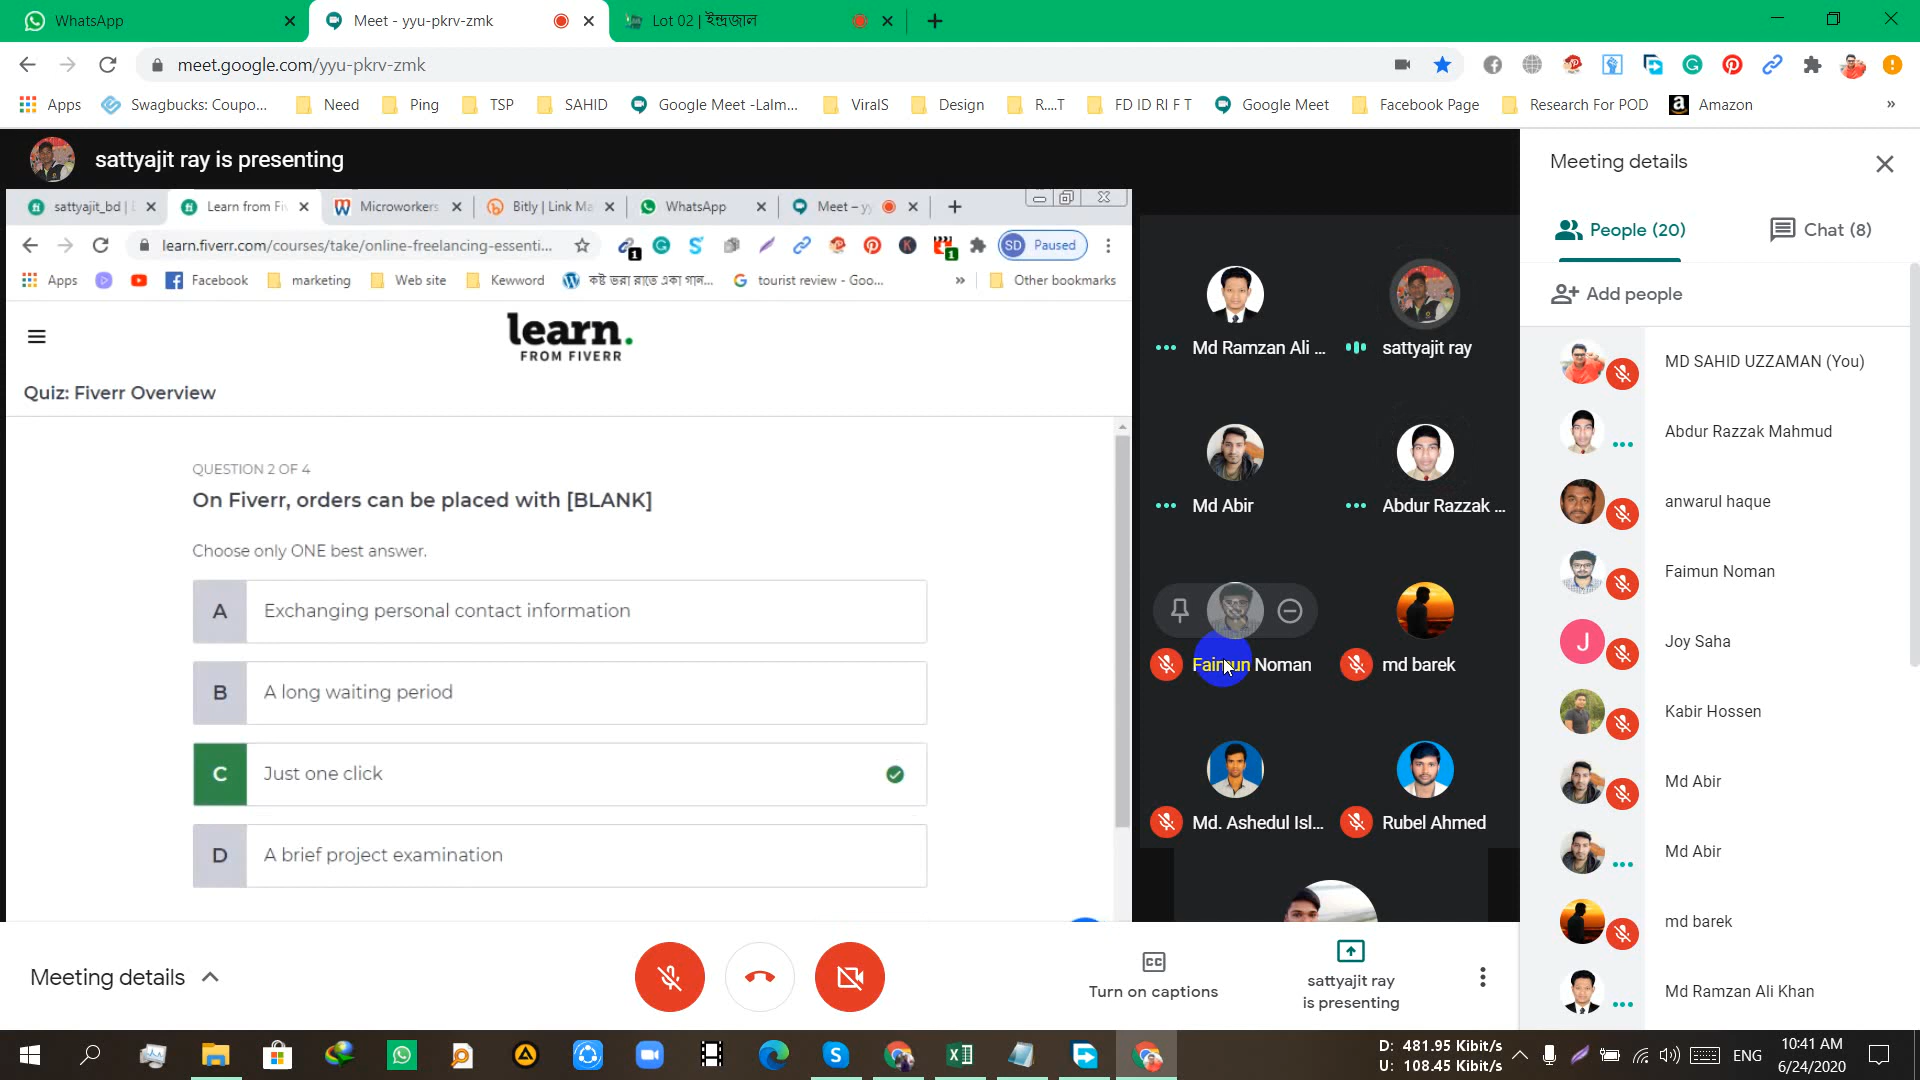 WhatsApp
Meet - yyu-pkrv-zmk
Lot 02 | ইন্দ্রজাল
meet.google.com/yyu-pkrv-zmk
Apps
Swagbucks: Coupo...
Need
Ping
TSP
SAHID
Google Meet -Lalm...
ViralS
Design
R....T
FD ID RI F T
Google Meet
Facebook Page
Research For POD
Amazon
»
sattyajit ray is presenting
sattyajit_bd |
Learn from Fi
Microworkers
Bitly | Link Ma
WhatsApp
Meet – yy
learn.fiverr.com/courses/take/online-freelancing-essenti...
SD Paused
Apps
Facebook
marketing
Web site
Kewword
কষ্ট ভরা রাতে একা গান...
tourist review - Goo...
»
Other bookmarks
learn.
FROM FIVERR
Quiz: Fiverr Overview
QUESTION 2 OF 4
On Fiverr, orders can be placed with [BLANK]
Choose only ONE best answer.
A Exchanging personal contact information
B A long waiting period
C Just one click
D A brief project examination
Md Ramzan Ali ...
sattyajit ray
Md Abir
Abdur Razzak ...
Faimun Noman
md barek
Md. Ashedul Isl...
Rubel Ahmed
Meeting details
People (20)
Chat (8)
Add people
MD SAHID UZZAMAN (You)
Abdur Razzak Mahmud
anwarul haque
Faimun Noman
J Joy Saha
Kabir Hossen
Md Abir
Md Abir
md barek
Md Ramzan Ali Khan
Meeting details
CC
Turn on captions
sattyajit ray
is presenting
D: 481.95 Kibit/s
U: 108.45 Kibit/s
ENG
10:41 AM
6/24/2020